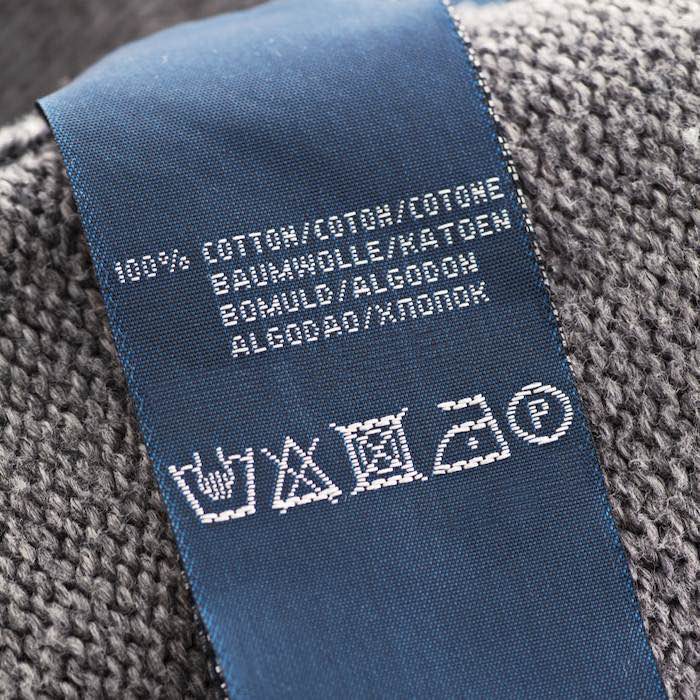 100% COTTON/COTON/COTONE
BAUMWOLLE/KATOEN
BOMULD/ALGODON
ALGODAO/ХЛОПОК
P